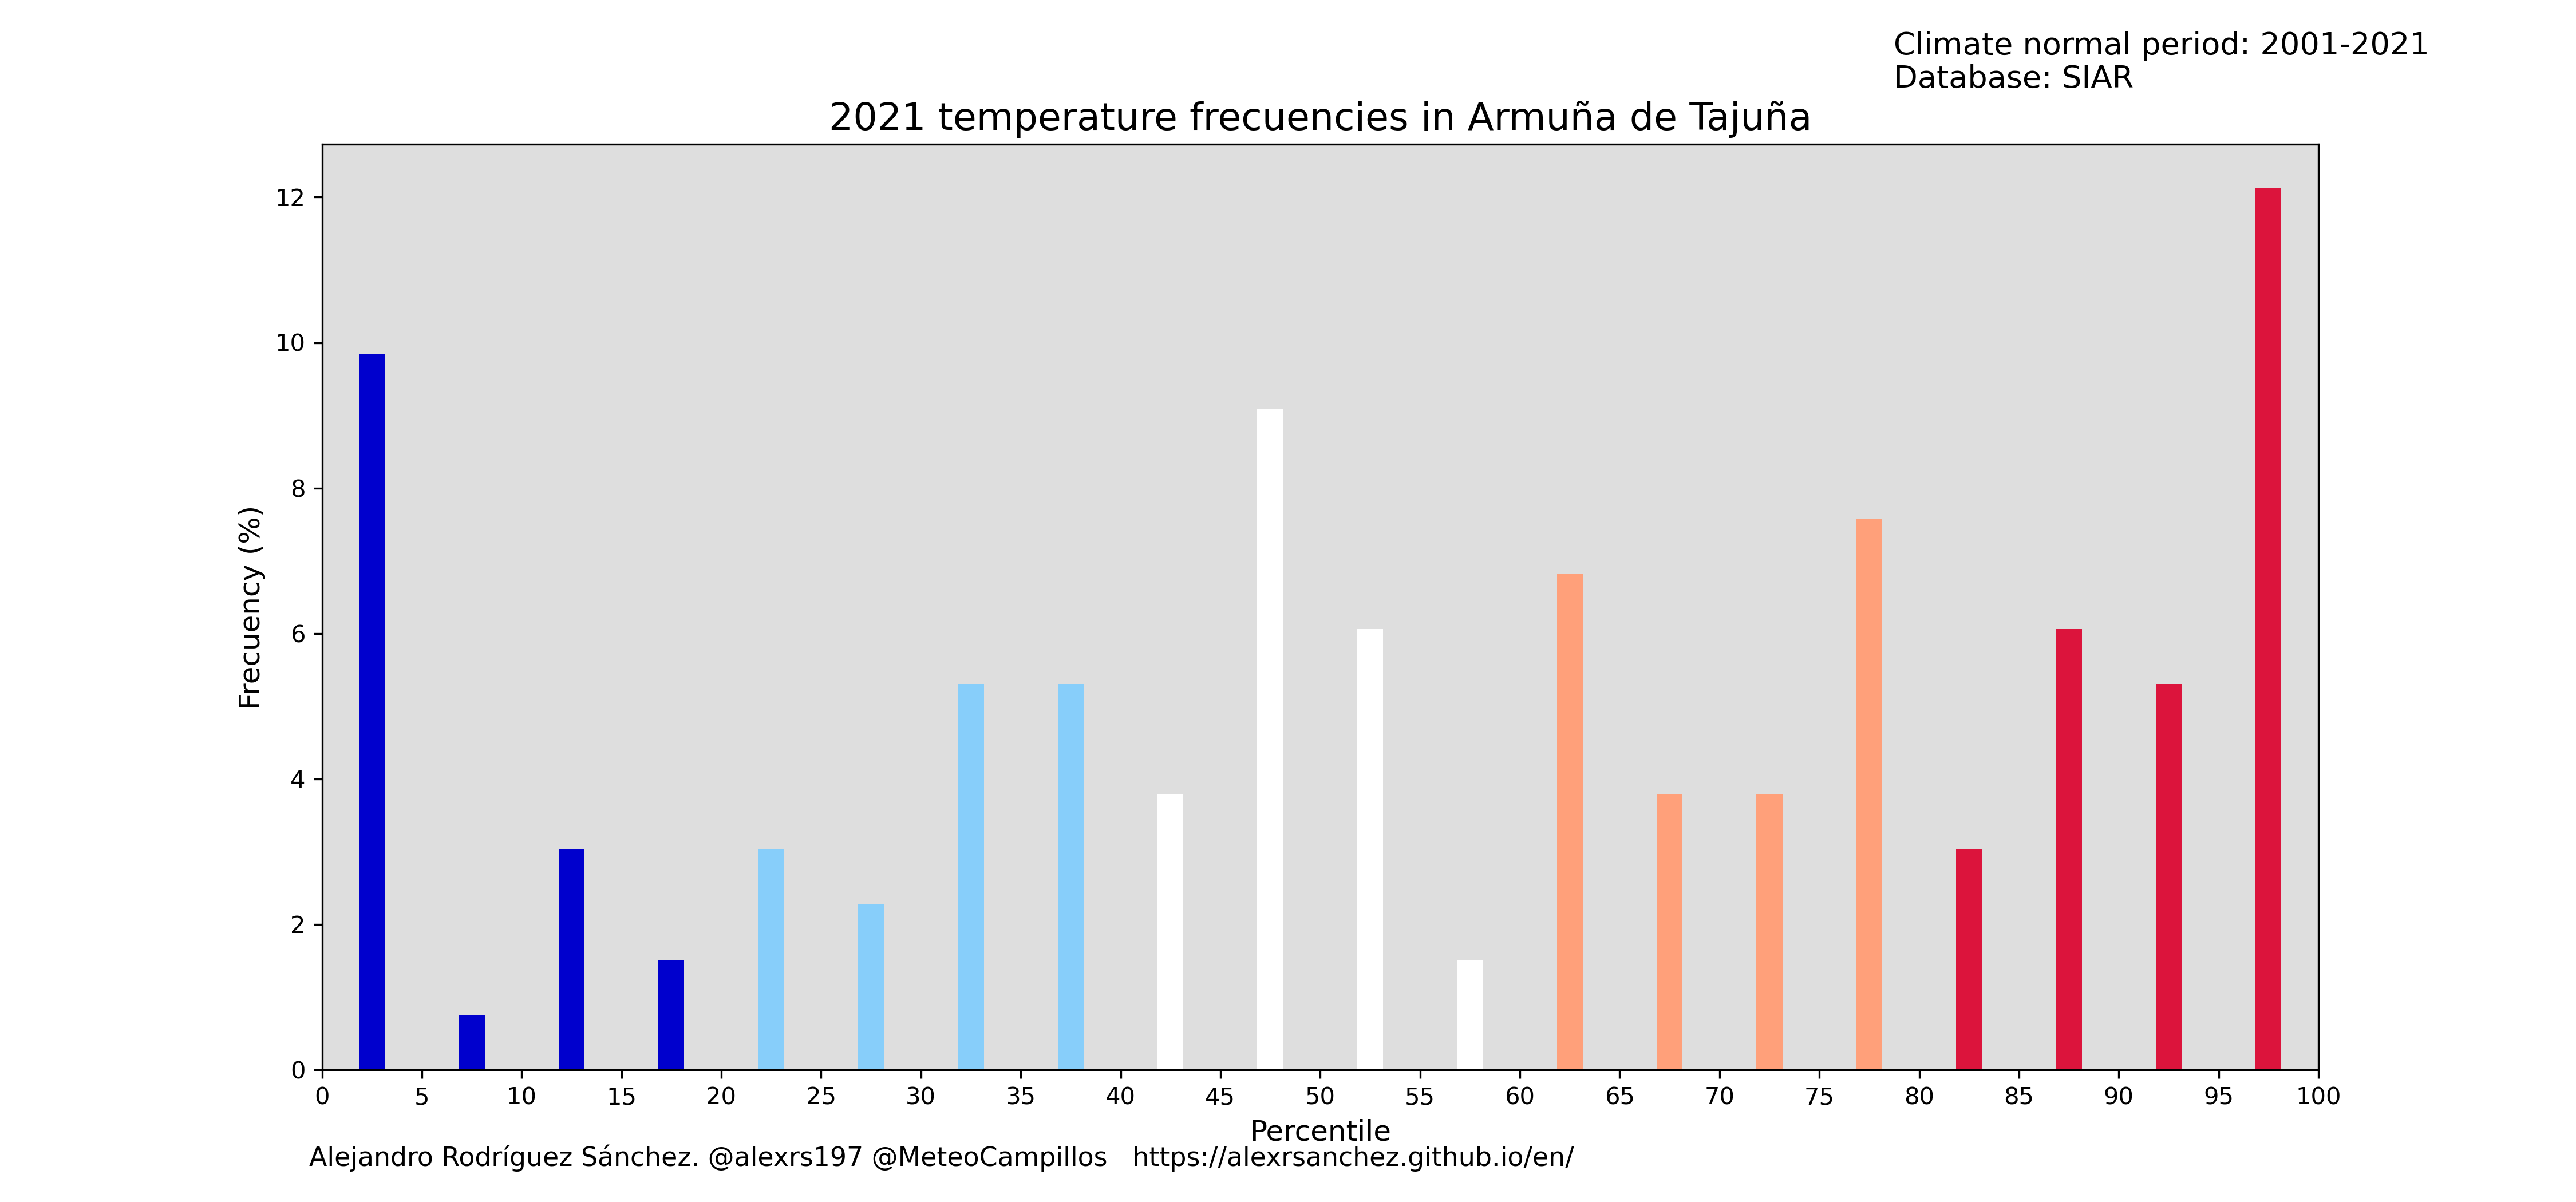 Climate normal period: 2001-2021
Database: SIAR
2021 temperature frecuencies in Armuña de Tajuña
12
10
8
6
4
2
0
Frecuency (%)
0 5 10 15 20 25 30 35 40 45 50 55 60 65 70 75 80 85 90 95 100
Percentile
Alejandro Rodríguez Sánchez. @alexrs197 @MeteoCampillos https://alexrsanchez.github.io/en/